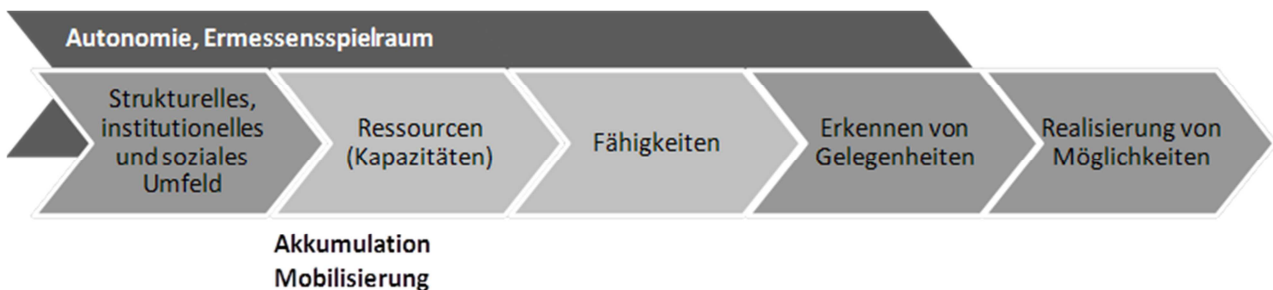 Autonomie, Ermessensspielraum
Strukturelles,
institutionelles
und soziales
Umfeld
Ressourcen
(Kapazitäten)
Fähigkeiten
Erkennen von
Gelegenheiten
Realisierung von
Möglichkeiten
Akkumulation
Mobilisierung